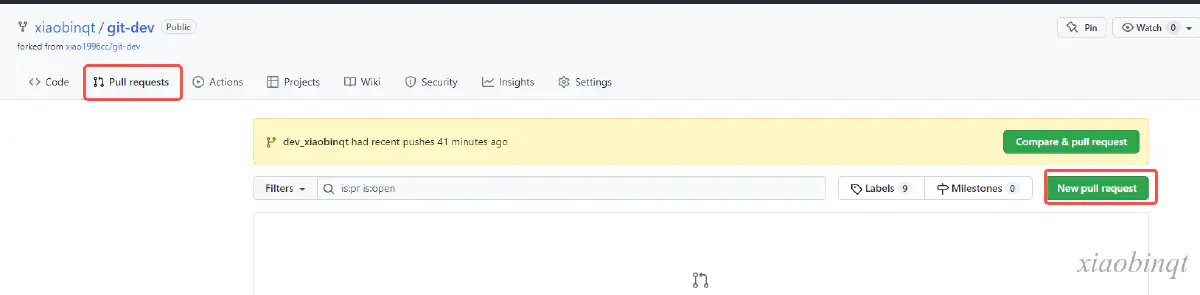 xiaobinqt / git-dev Public
Pin Watch 0
forked from xiao1996cc/git-dev
Code Pull requests Actions Projects Wiki Security Insights Settings
dev_xiaobinqt had recent pushes 41 minutes ago Compare & pull request
Filters is:pr is:open Labels 9 Milestones 0 New pull request
xiaobinqt